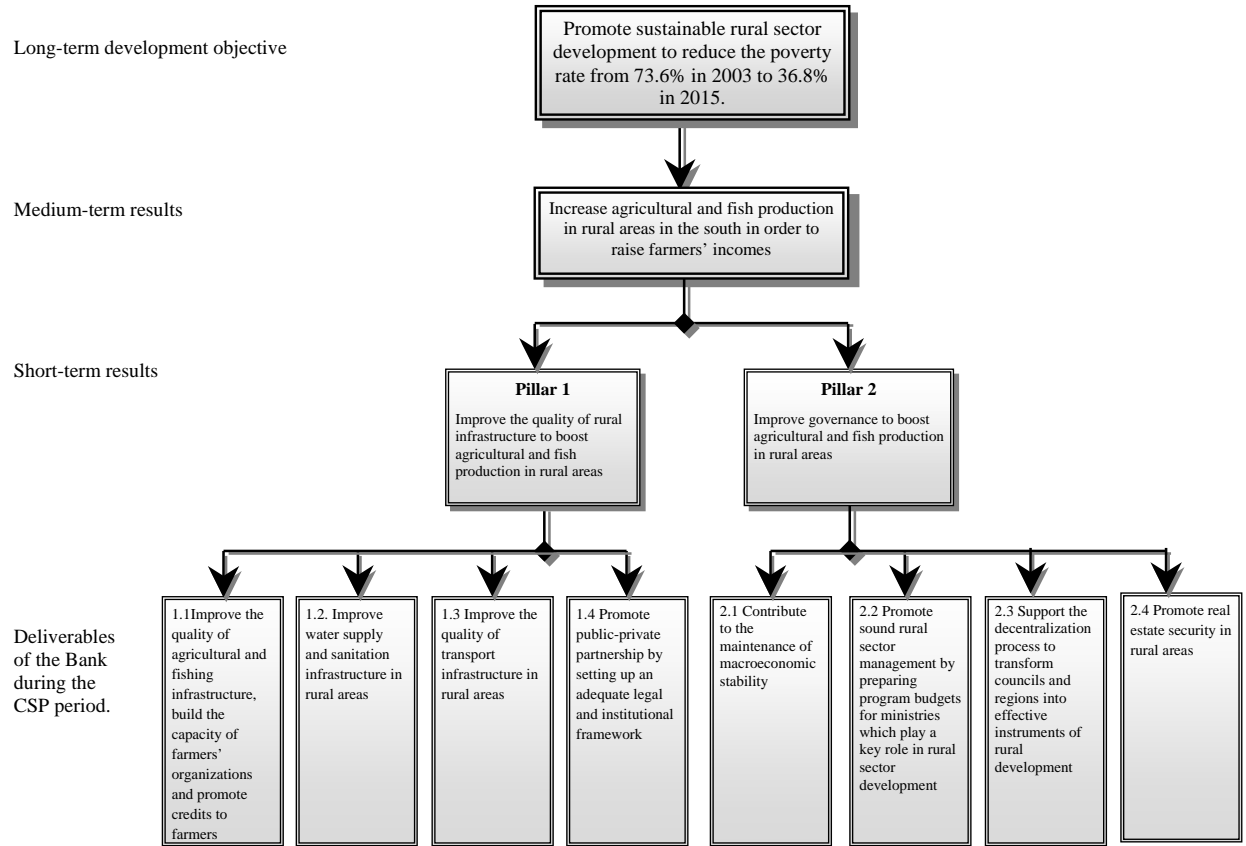 Long-term development objective
Promote sustainable rural sector
development to reduce the poverty
rate from 73.6% in 2003 to 36.8%
in 2015.
Medium-term results
Increase agricultural and fish production
in rural areas in the south in order to
raise farmers’ incomes
Short-term results
Pillar 1
Improve the quality of rural
infrastructure to boost
agricultural and fish
production in rural areas
Pillar 2
Improve governance to boost
agricultural and fish production
in rural areas
Deliverables
of the Bank
during the
CSP period.
1.1Improve the
quality of
agricultural and
fishing
infrastructure,
build the
capacity of
farmers’
organizations
and promote
credits to
farmers
1.2. Improve
water supply
and sanitation
infrastructure in
rural areas
1.3 Improve the
quality of
transport
infrastructure in
rural areas
1.4 Promote
public-private
partnership by
setting up an
adequate legal
and institutional
framework
2.1 Contribute
to the
maintenance of
macroeconomic
stability
2.2 Promote
sound rural
sector
management by
preparing
program budgets
for ministries
which play a
key role in rural
sector
development
2.3 Support the
decentralization
process to
transform
councils and
regions into
effective
instruments of
rural
development
2.4 Promote real
estate security in
rural areas